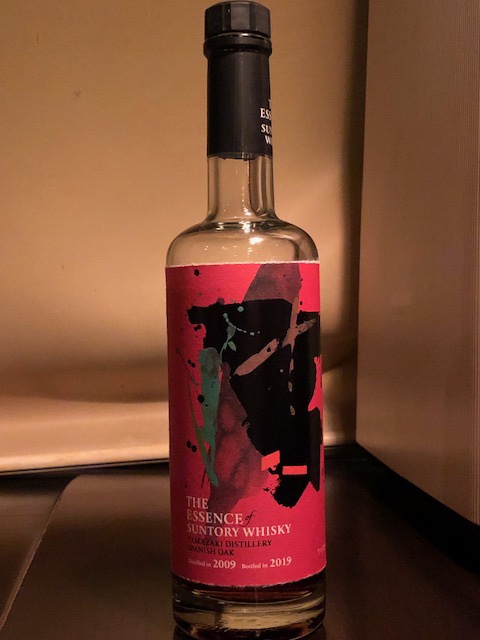 THE
ESSENCE of
SUNTORY WHISKY
YAMAZAKI DISTILLERY
SPANISH OAK
Distilled in 2009 Bottled in 2019